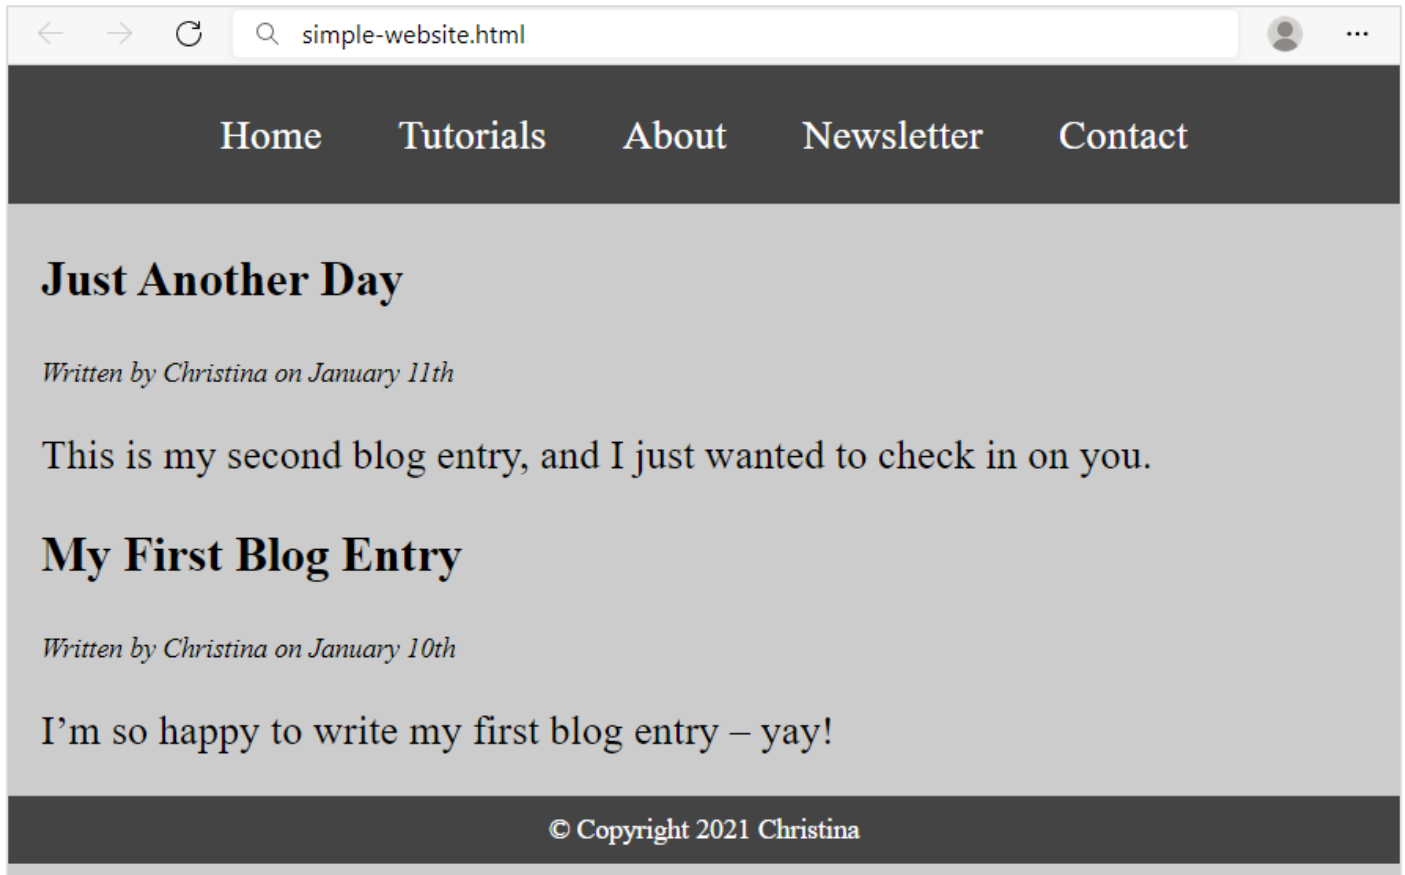 simple-website.html
Home Tutorials About Newsletter Contact
Just Another Day
Written by Christina on January 11th
This is my second blog entry, and I just wanted to check in on you.
My First Blog Entry
Written by Christina on January 10th
I’m so happy to write my first blog entry – yay!
© Copyright 2021 Christina